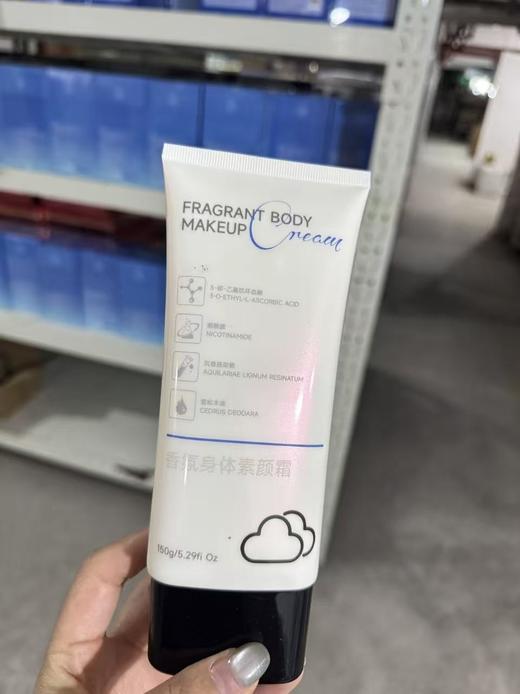 FRAGRANT BODY
MAKEUP Cream
3-邻-乙基抗坏血酸
3-O-ETHYL-L-ASCORBIC ACID
烟酰胺
NICOTINAMIDE
沉香提取物
AQUILARIAE LIGNUM RESINATUM
雪松木油
CEDRUS DEODARA
香氛身体素颜霜
150g/5.29fl Oz